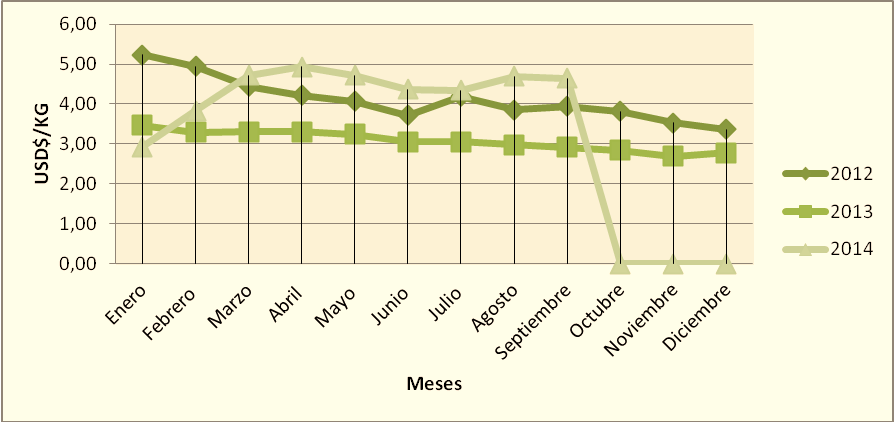 6,00
5,00
4,00
3,00
2,00
1,00
0,00
USD$/KG
Enero
Febrero
Marzo
Abril
Mayo
Junio
Julio
Agosto
Septiembre
Octubre
Noviembre
Diciembre
Meses
2012
2013
2014